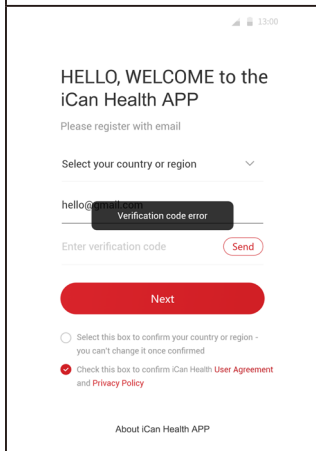 13:00
HELLO, WELCOME to the
iCan Health APP
Please register with email
Select your country or region
hello@gmail.com
Verification code error
Enter verification code
Send
Next
Select this box to confirm your country or region -
you can't change it once confirmed
Check this box to confirm iCan Health User Agreement
and Privacy Policy
About iCan Health APP